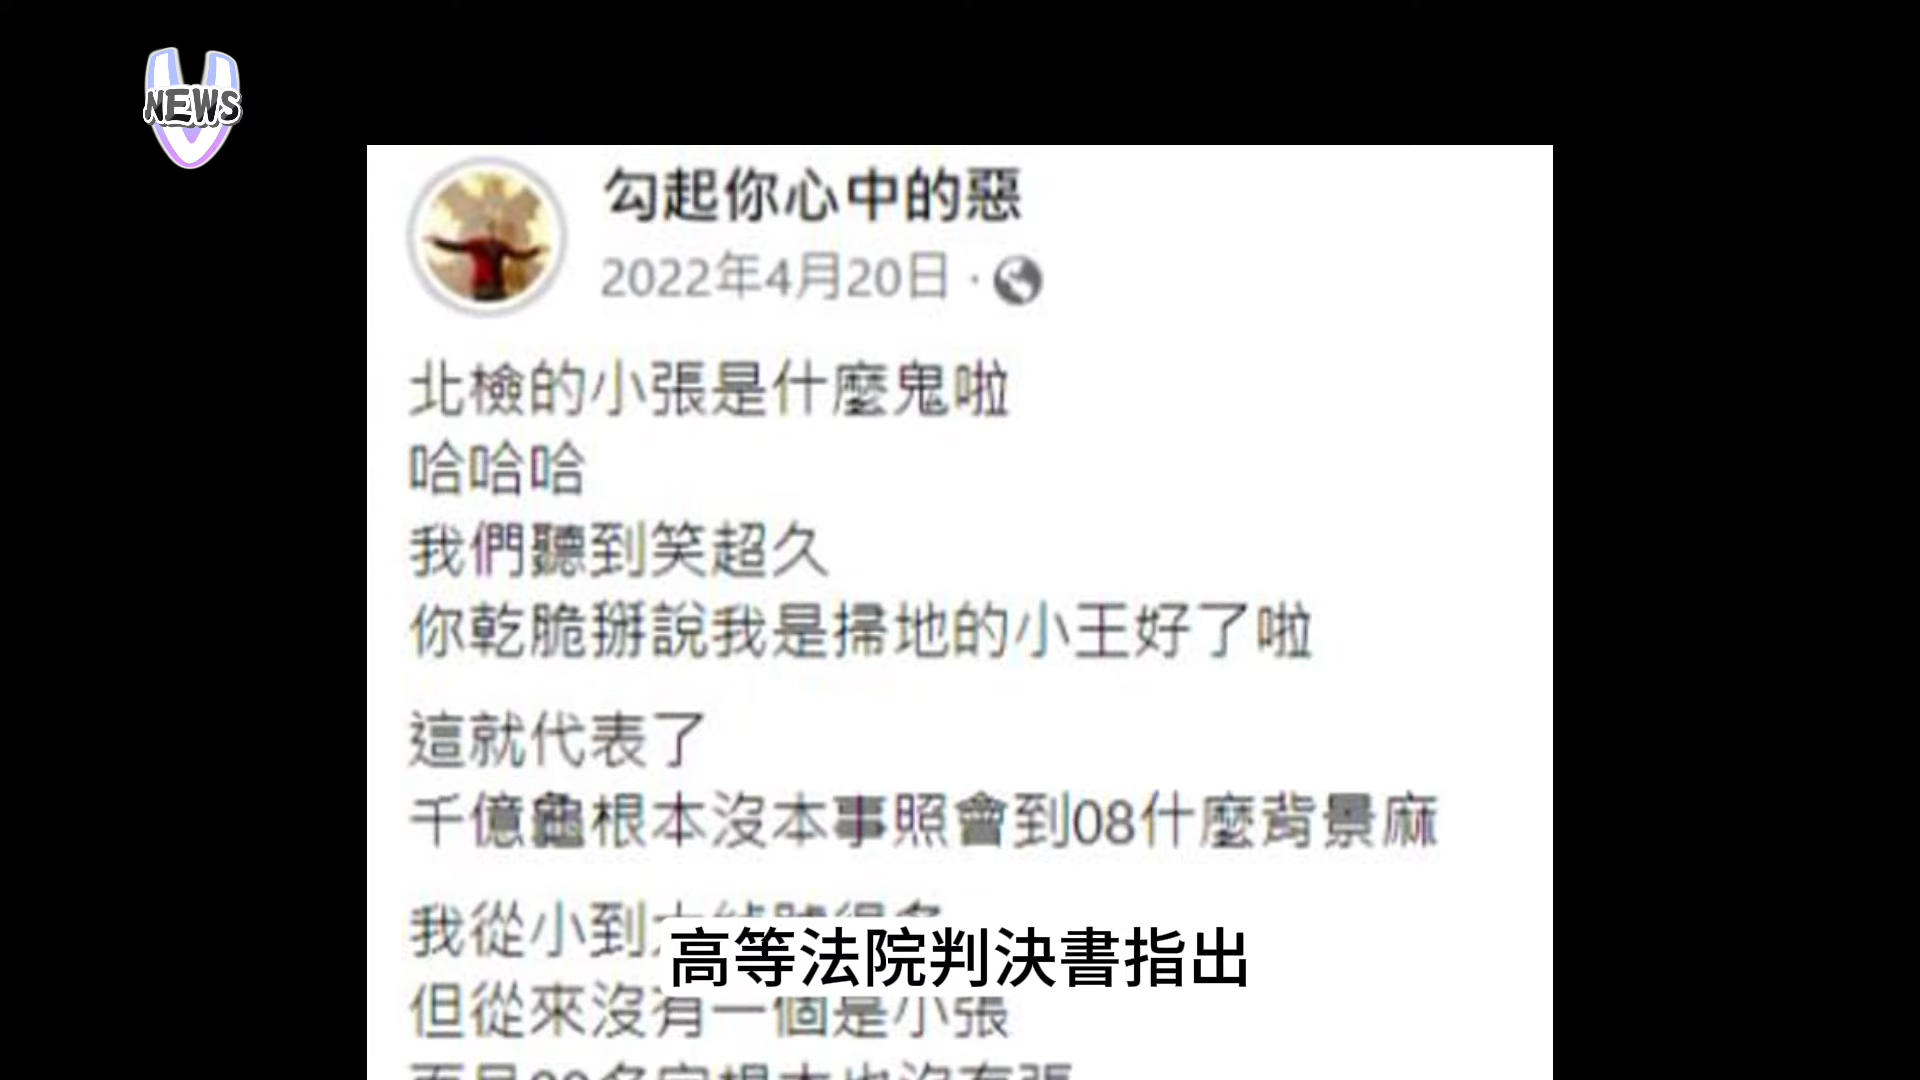 NEWS
勾起你心中的惡
2022年4月20日
北檢的小張是什麼鬼啦
哈哈哈
我們聽到笑超久
你乾脆掰說我是掃地的小王好了啦
這就代表了
千億龜根本沒本事照會到08什麼背景麻
我從小到
高等法院判決書指出
但從來沒有一個是小張